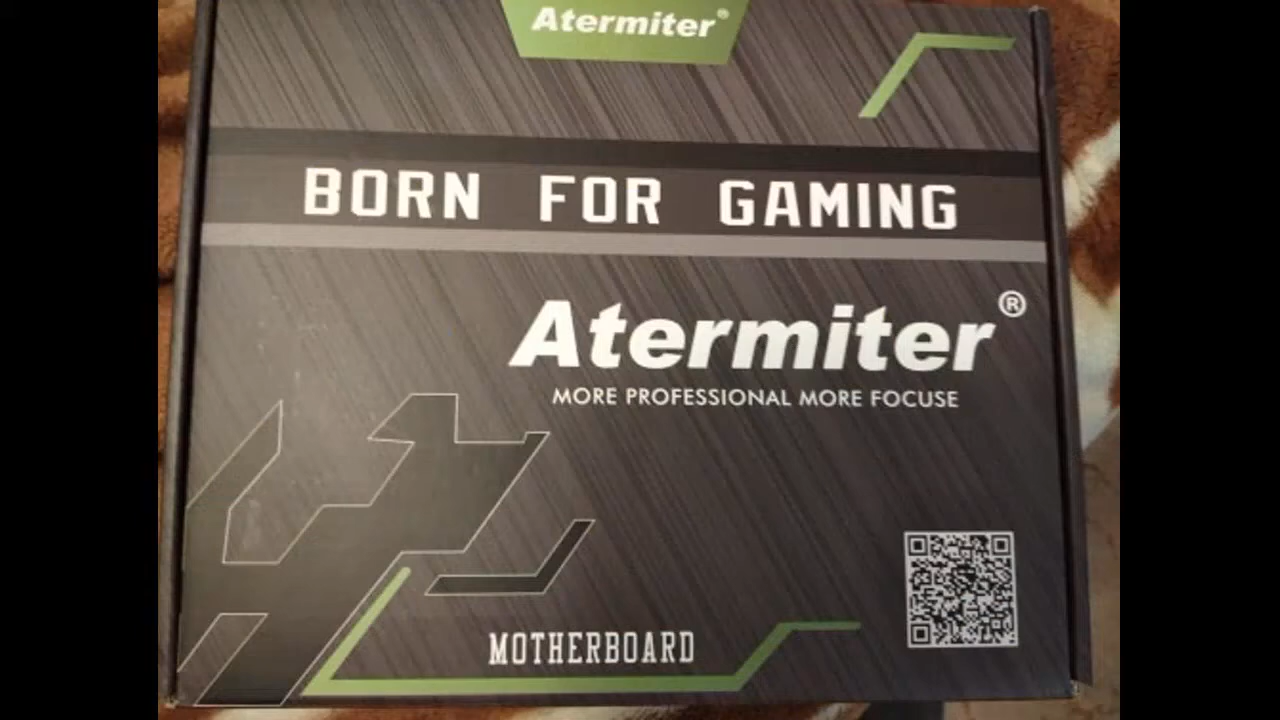 Atermiter®
BORN FOR GAMING
Atermiter®
MORE PROFESSIONAL MORE FOCUSE
MOTHERBOARD